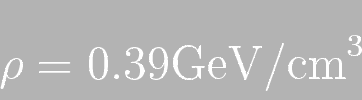 ρ = 0.39GeV/cm³